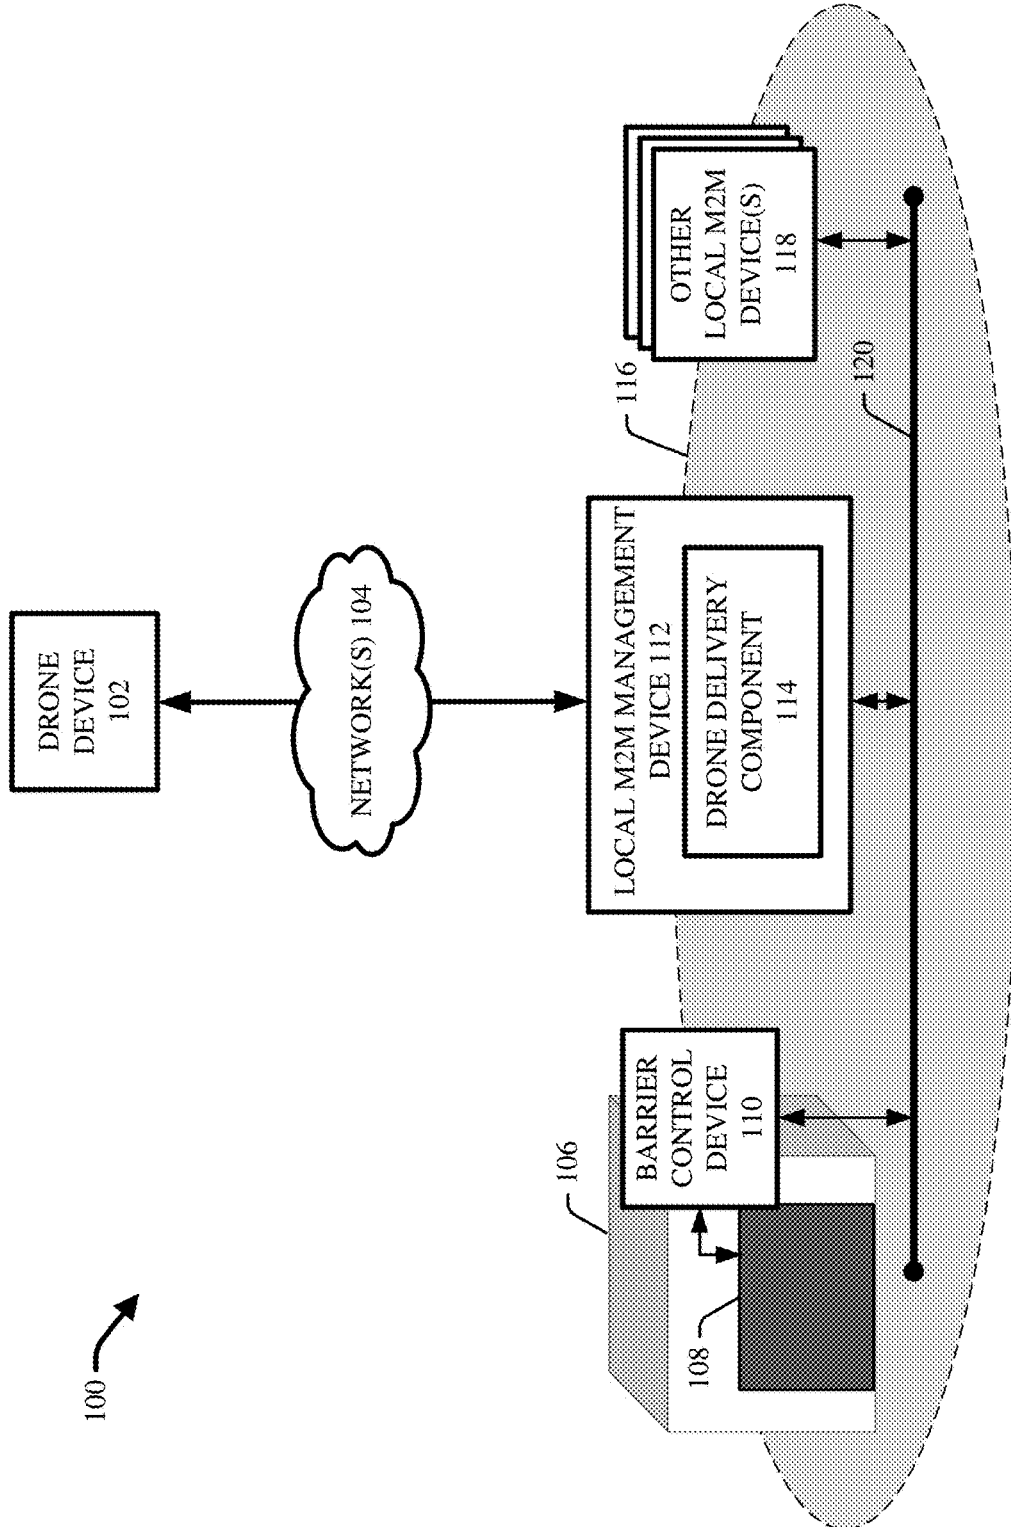 100
DRONE
DEVICE
102
NETWORK(S) 104
LOCAL M2M MANAGEMENT
DEVICE 112
DRONE DELIVERY
COMPONENT
114
106
108
BARRIER
CONTROL
DEVICE
110
116
OTHER
LOCAL M2M
DEVICE(S)
118
120